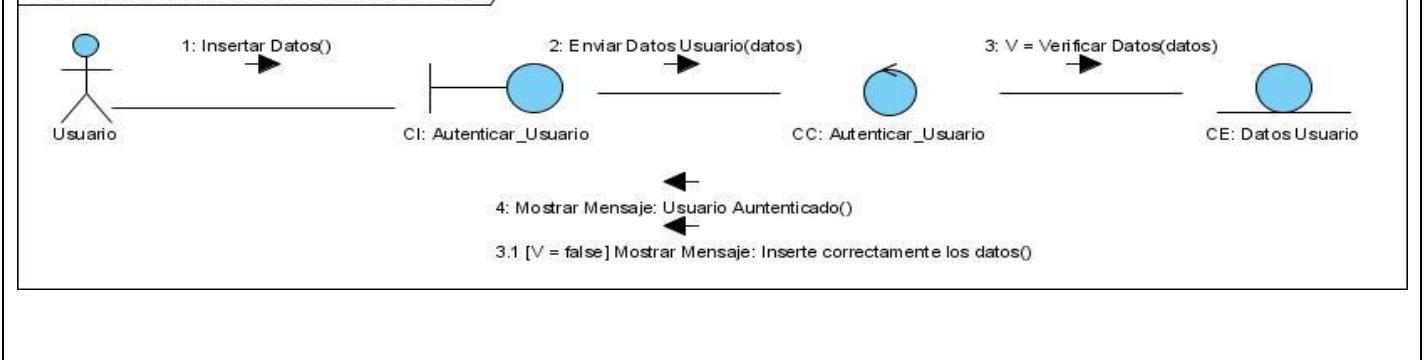 1: Insertar Datos()
2: Enviar Datos Usuario(datos)
3: V = Verificar Datos(datos)
Usuario
CI: Autenticar_Usuario
CC: Autenticar_Usuario
CE: Datos Usuario
4: Mostrar Mensaje: Usuario Auntenticado()
3.1 [V = false] Mostrar Mensaje: Inserte correctamente los datos()